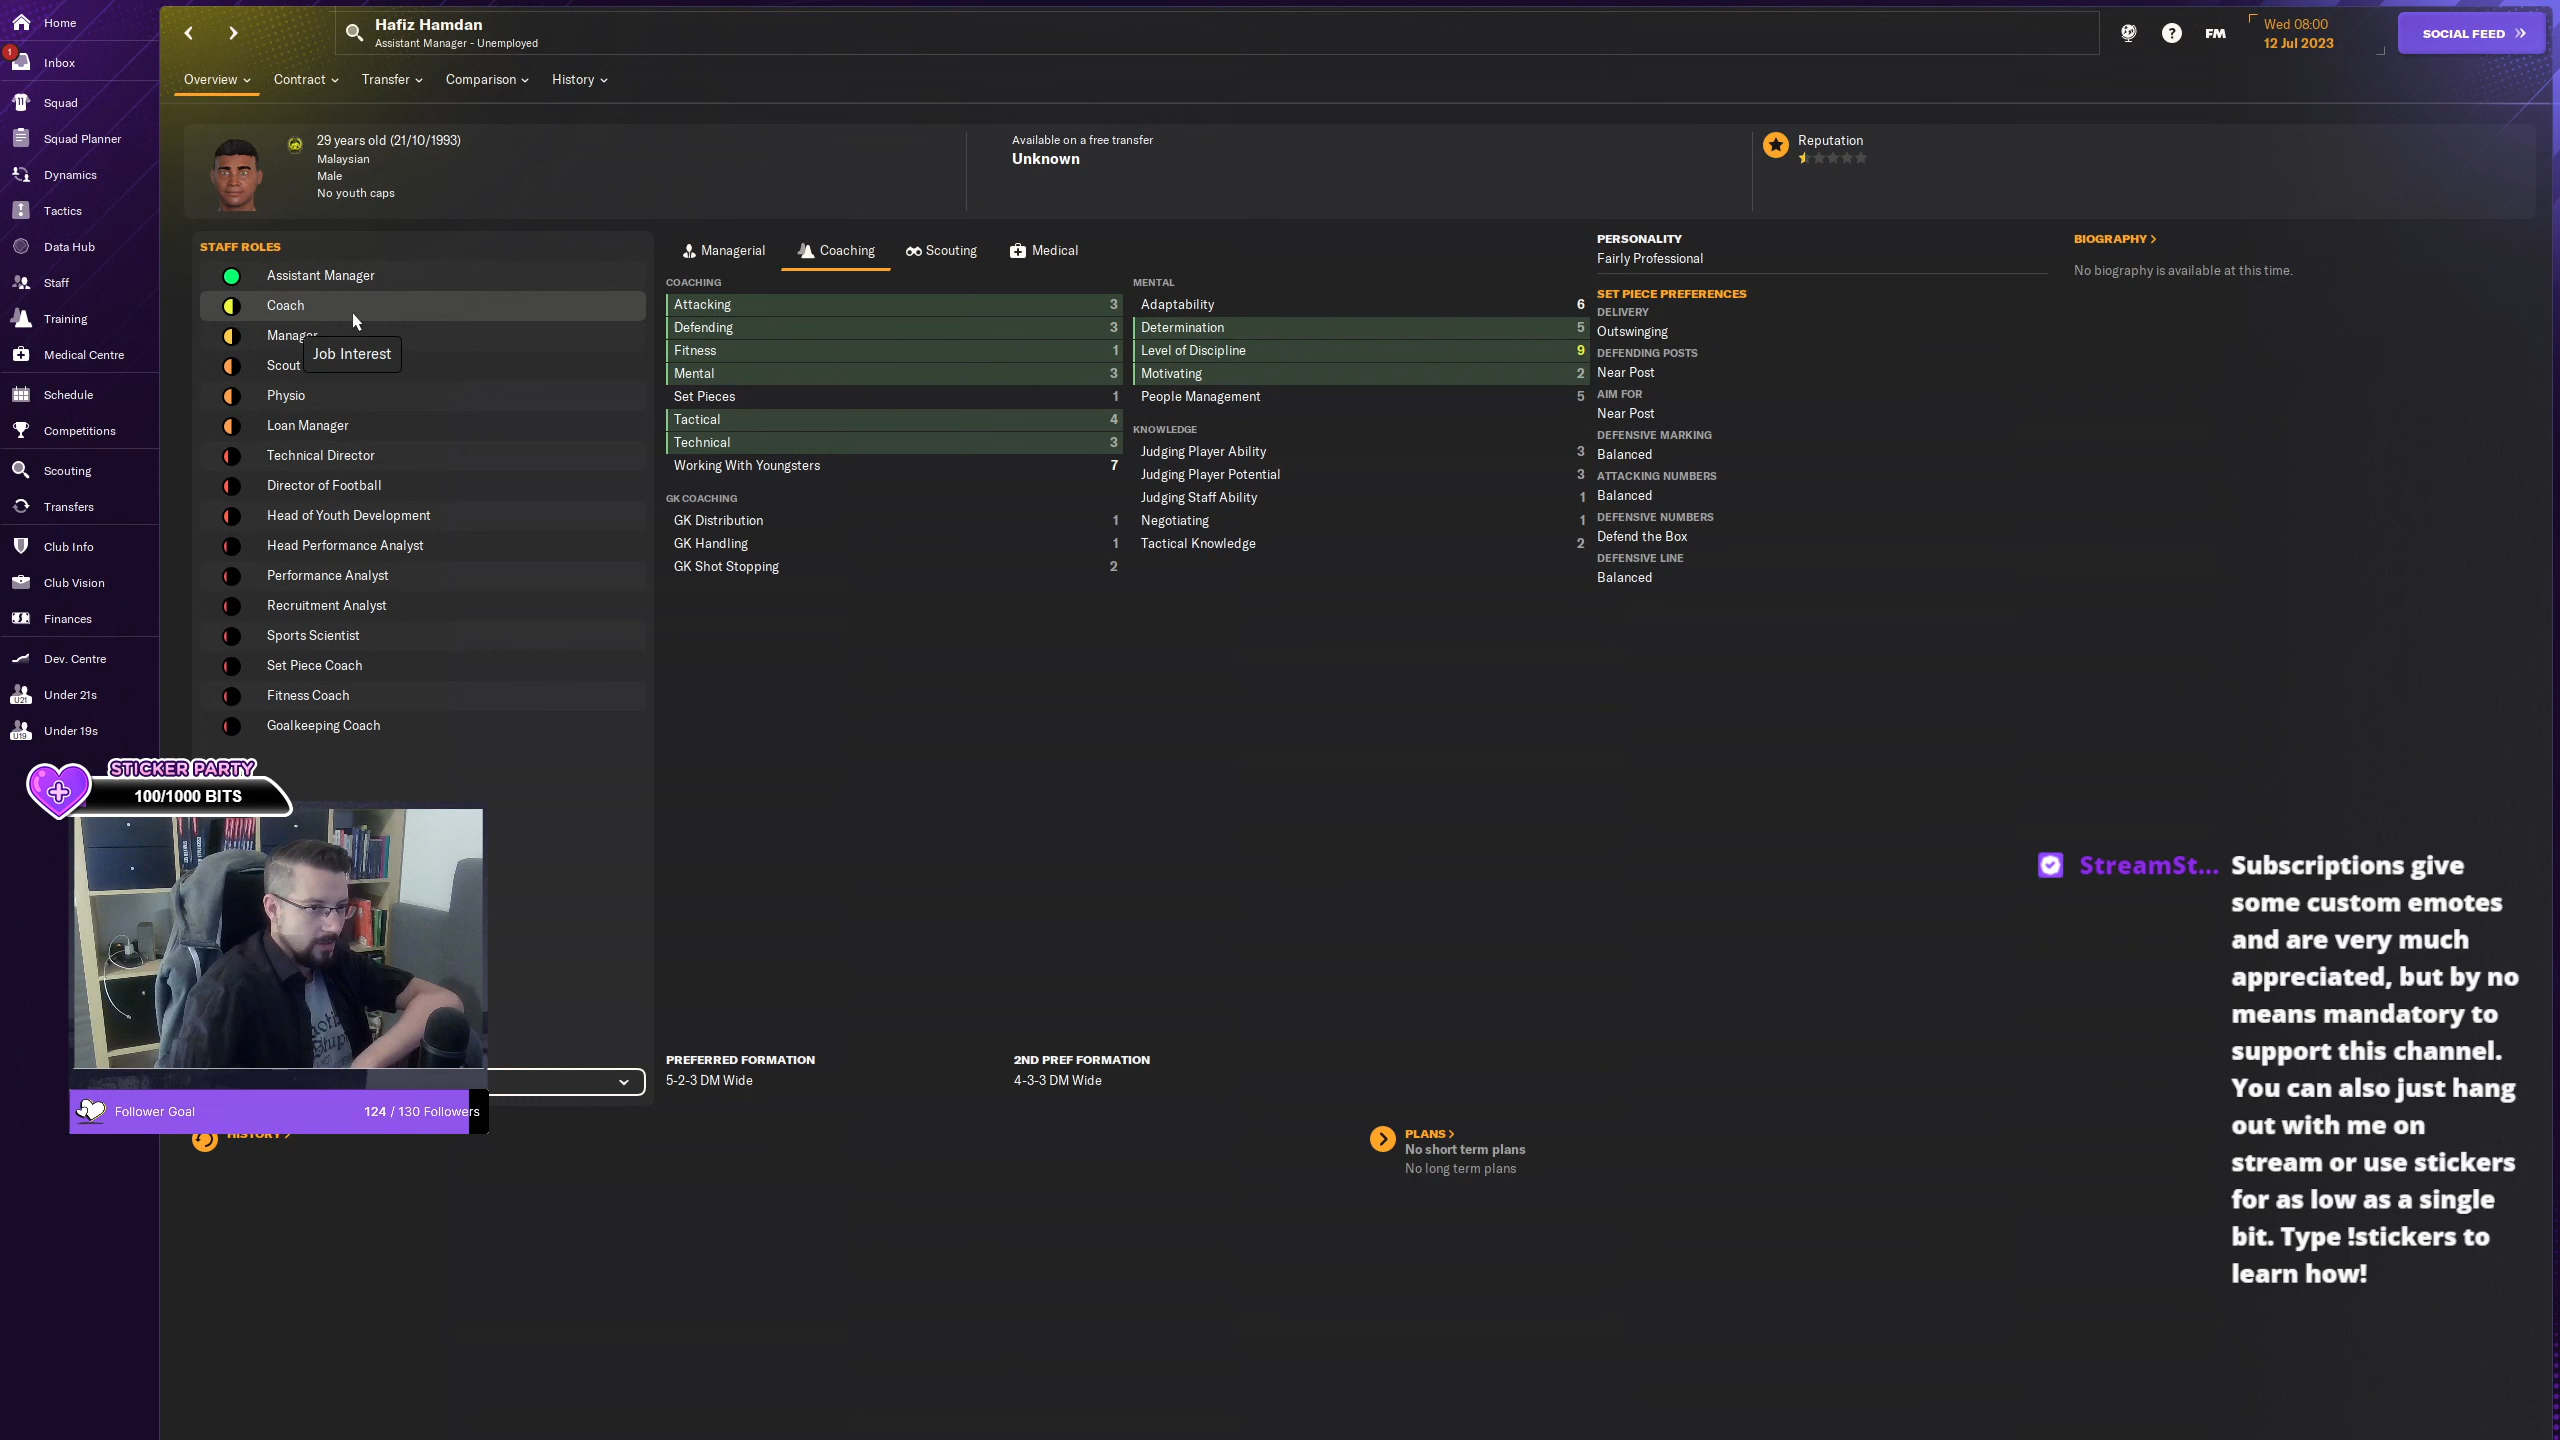 Home
Inbox
1
Squad
Squad Planner
Dynamics
Tactics
Data Hub
Staff
Training
Medical Centre
Schedule
Competitions
Scouting
Transfers
Club Info
Club Vision
Finances
Dev. Centre
U21
Under 21s
U19
Under 19s
Hafiz Hamdan
Assistant Manager - Unemployed
FM
Wed 08:00
12 Jul 2023
SOCIAL FEED
Overview
Contract
Transfer
Comparison
History
29 years old (21/10/1993)
Malaysian
Male
No youth caps
Available on a free transfer
Unknown
Reputation
STAFF ROLES
Assistant Manager
Coach
Manager
Job Interest
Scout
Physio
Loan Manager
Technical Director
Director of Football
Head of Youth Development
Head Performance Analyst
Performance Analyst
Recruitment Analyst
Sports Scientist
Set Piece Coach
Fitness Coach
Goalkeeping Coach
Managerial
Coaching
Scouting
Medical
COACHING
Attacking 3
Defending 3
Fitness 1
Mental 3
Set Pieces 1
Tactical 4
Technical 3
Working With Youngsters 7
GK COACHING
GK Distribution 1
GK Handling 1
GK Shot Stopping 2
MENTAL
Adaptability 6
Determination 5
Level of Discipline 9
Motivating 2
People Management 5
KNOWLEDGE
Judging Player Ability 3
Judging Player Potential 3
Judging Staff Ability 1
Negotiating 1
Tactical Knowledge 2
PERSONALITY
Fairly Professional
SET PIECE PREFERENCES
DELIVERY
Outswinging
DEFENDING POSTS
Near Post
AIM FOR
Near Post
DEFENSIVE MARKING
Balanced
ATTACKING NUMBERS
Balanced
DEFENSIVE NUMBERS
Defend the Box
DEFENSIVE LINE
Balanced
BIOGRAPHY >
No biography is available at this time.
STICKER PARTY
100/1000 BITS
Follower Goal
124 / 130 Followers
HISTORY >
PREFERRED FORMATION
5-2-3 DM Wide
2ND PREF FORMATION
4-3-3 DM Wide
PLANS >
No short term plans
No long term plans
StreamSt... Subscriptions give
some custom emotes
and are very much
appreciated, but by no
means mandatory to
support this channel.
You can also just hang
out with me on
stream or use stickers
for as low as a single
bit. Type !stickers to
learn how!